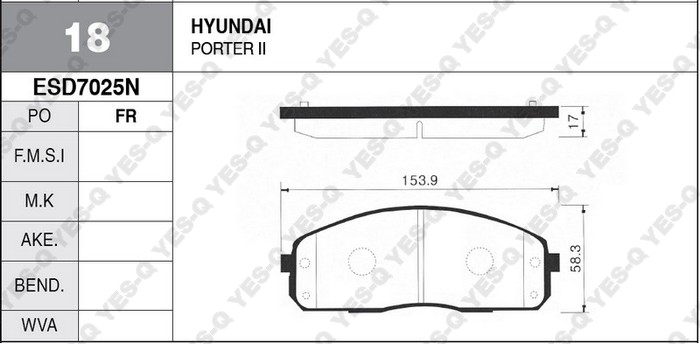 18
HYUNDAI
PORTER II
ESD7025N
PO FR
F.M.S.I
M.K
AKE.
BEND.
WVA
17
153.9
58.3
YES-Q YES-Q YES-Q YES-Q YES-Q YES-Q